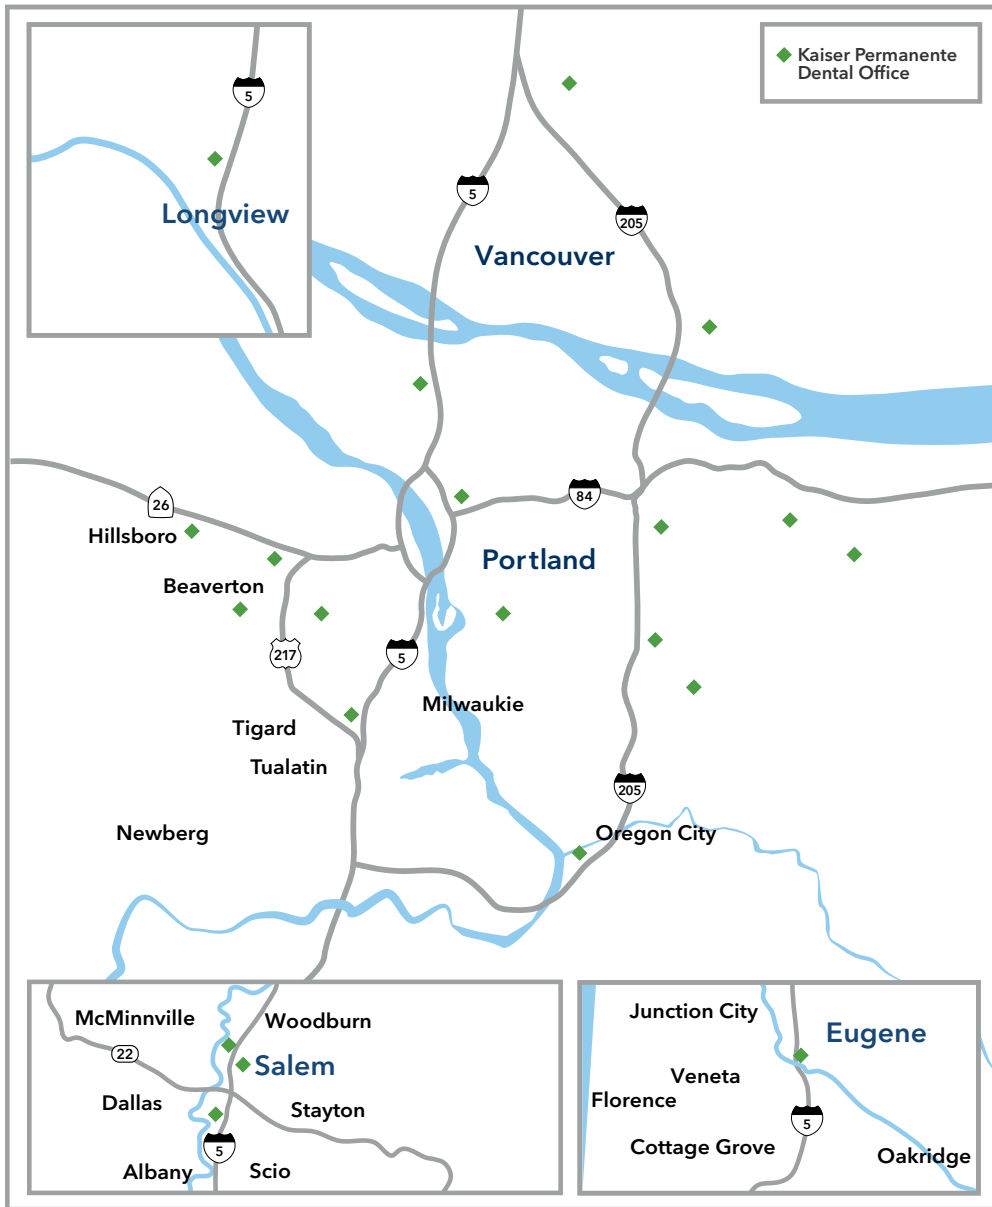 Kaiser Permanente
Dental Office
5
Longview
5
205
Vancouver
26
84
Hillsboro
Portland
Beaverton
217
5
Milwaukie
Tigard
Tualatin
205
Newberg
Oregon City
McMinnville
Woodburn
22
Salem
Dallas
Stayton
5
Albany
Scio
Junction City
Eugene
Veneta
Florence
5
Cottage Grove
Oakridge